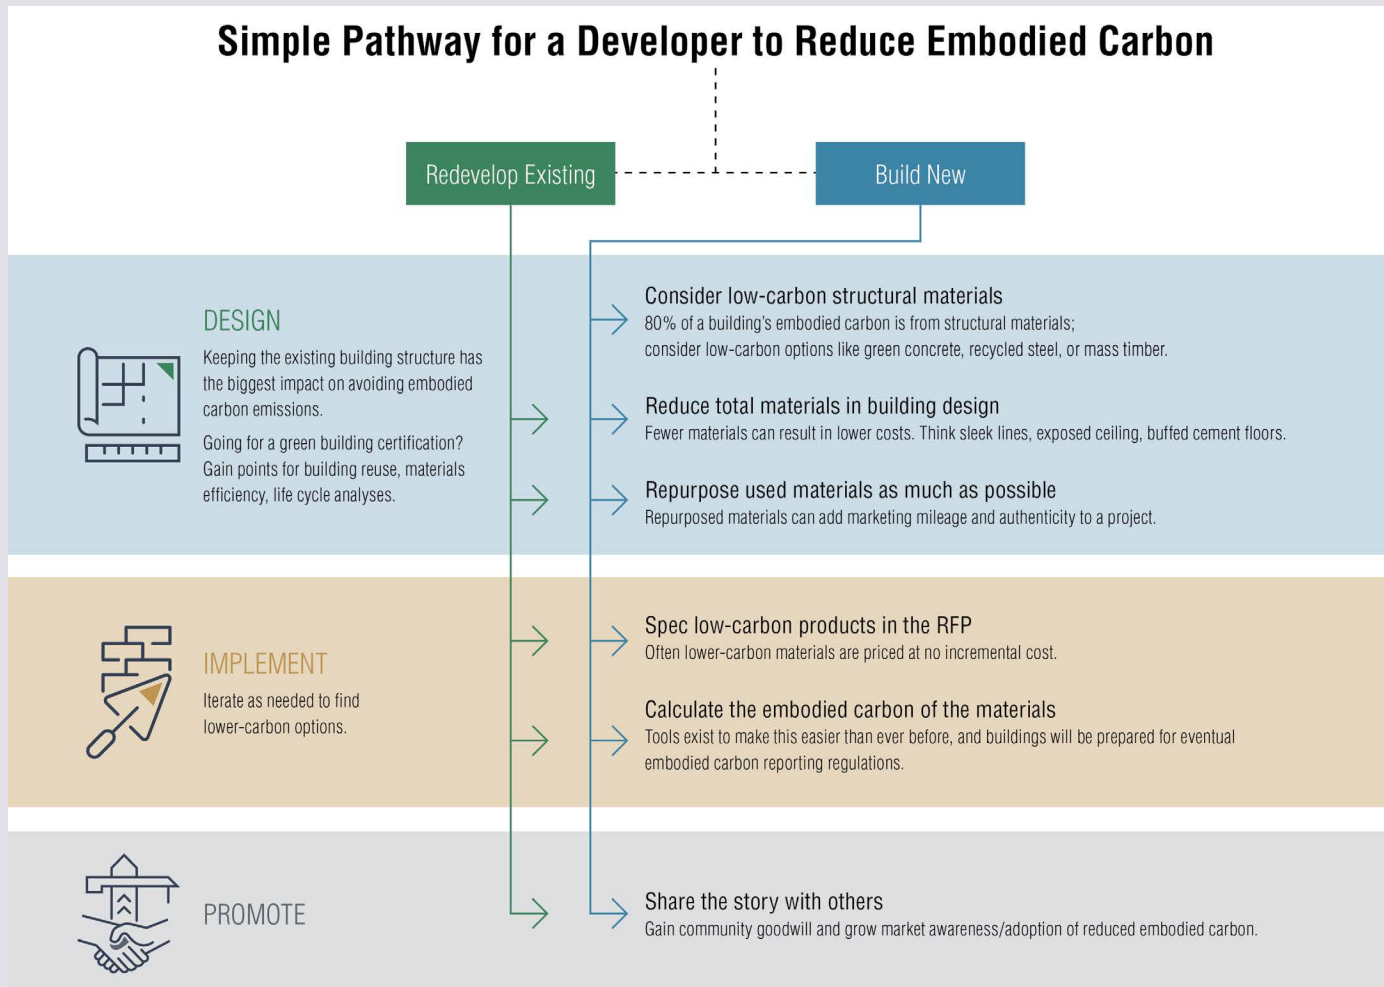 Simple Pathway for a Developer to Reduce Embodied Carbon
Redevelop Existing
Build New
DESIGN
Keeping the existing building structure has
the biggest impact on avoiding embodied
carbon emissions.
Going for a green building certification?
Gain points for building reuse, materials
efficiency, life cycle analyses.
Consider low-carbon structural materials
80% of a building's embodied carbon is from structural materials;
consider low-carbon options like green concrete, recycled steel, or mass timber.
Reduce total materials in building design
Fewer materials can result in lower costs. Think sleek lines, exposed ceiling, buffed cement floors.
Repurpose used materials as much as possible
Repurposed materials can add marketing mileage and authenticity to a project.
IMPLEMENT
Iterate as needed to find
lower-carbon options.
Spec low-carbon products in the RFP
Often lower-carbon materials are priced at no incremental cost.
Calculate the embodied carbon of the materials
Tools exist to make this easier than ever before, and buildings will be prepared for eventual
embodied carbon reporting regulations.
PROMOTE
Share the story with others
Gain community goodwill and grow market awareness/adoption of reduced embodied carbon.